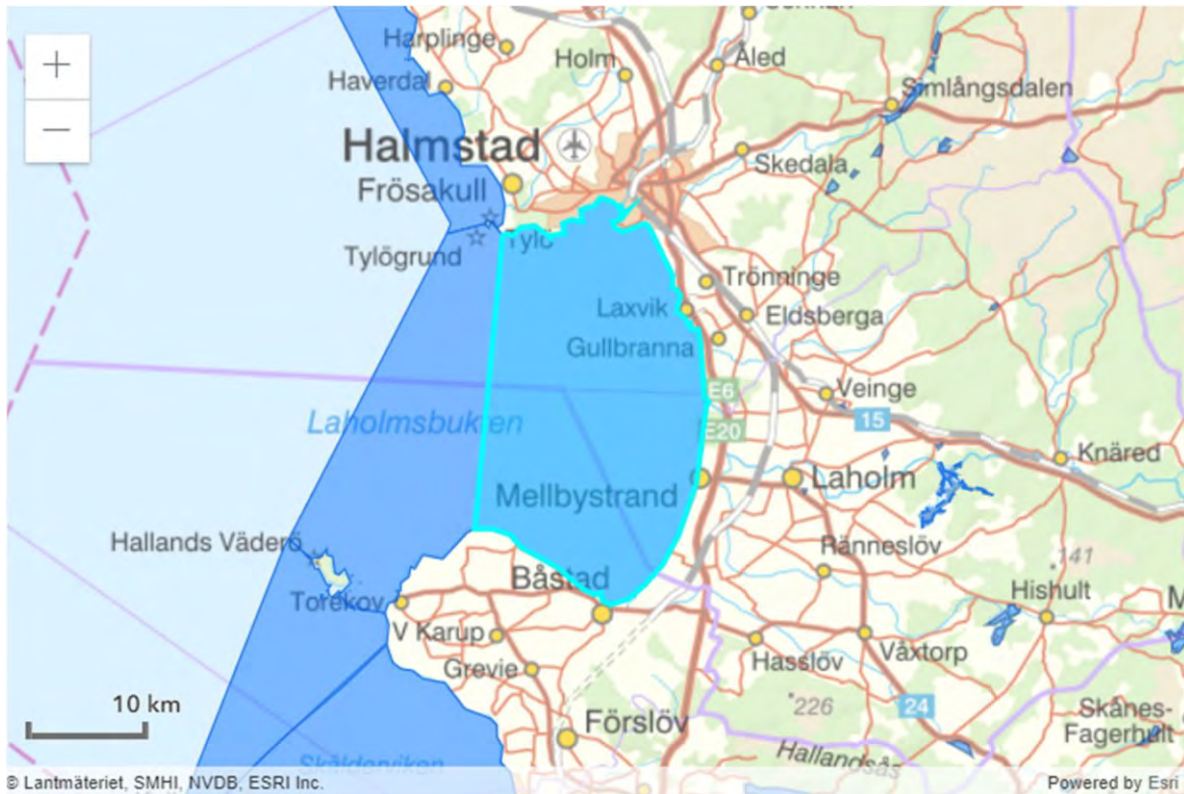 +
−
Harplinge
Holm
Åled
Haverdal
Simlångsdalen
Halmstad
Skedala
Frösakull
Tylö
Tylögrund
Trönninge
Laxvik
Eldsberga
Gullbranna
E6
Veinge
15
Laholmsbukten
E20
Knäred
Laholm
Mellbystrand
Hallands Väderö
Ränneslöv
141
Båstad
Hishult
Torekov
V Karup
Hasslöv
Våxtorp
Grevie
226
24
10 km
Förslöv
Skånes-
Fagerhult
Hallandsås
Skälderviken
© Lantmäteriet, SMHI, NVDB, ESRI Inc.
Powered by Esri